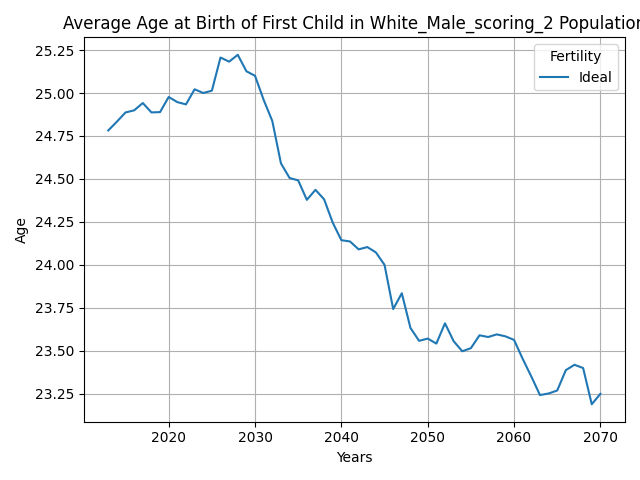 Average Age at Birth of First Child in White_Male_scoring_2 Population
Fertility
Ideal
25.25
25.00
24.75
24.50
24.25
24.00
23.75
23.50
23.25
Age
2020 2030 2040 2050 2060 2070
Years